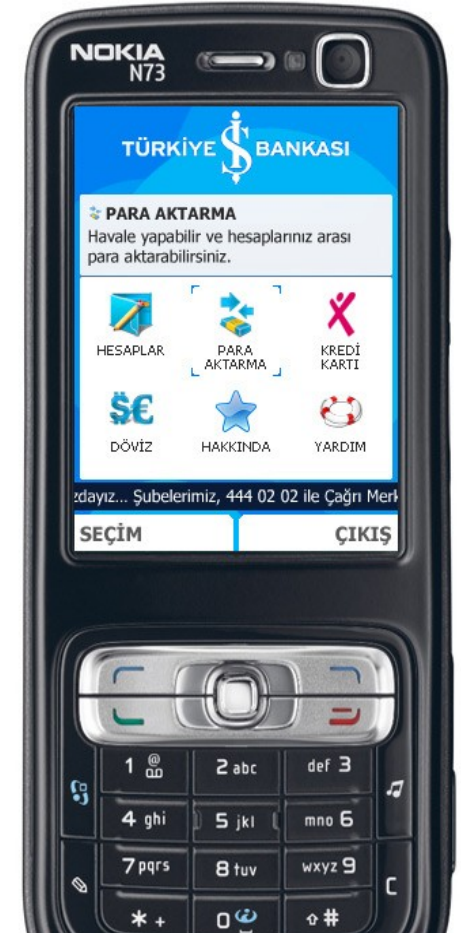 NOKIA
N73
TÜRKİYE İŞ BANKASI
PARA AKTARMA
Havale yapabilir ve hesaplarınız arası
para aktarabilirsiniz.
HESAPLAR
PARA
AKTARMA
KREDİ
KARTI
DÖVİZ
HAKKINDA
YARDIM
zdayız... Şubelerimiz, 444 02 02 ile Çağrı Merk
SEÇİM
ÇIKIŞ
1 @
2 abc
def 3
4 ghi
5 jkl
mno 6
7 pqrs
8 tuv
wxyz 9
C
* +
0
#